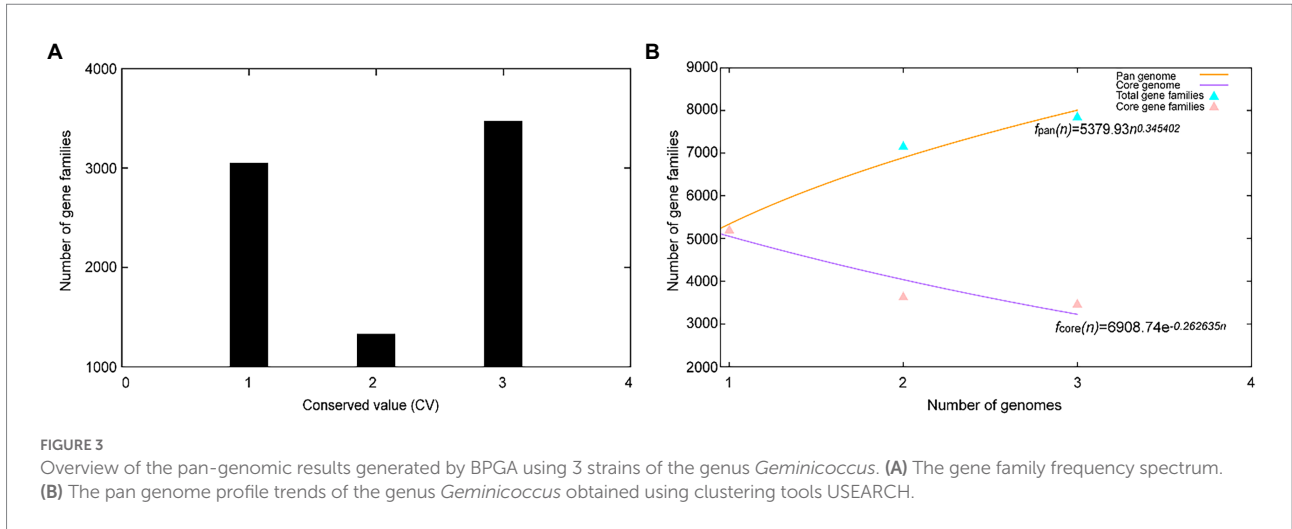 A
4000
3000
2000
1000
0
1
2
3
4
Number of gene families
Conserved value (CV)
B
9000
8000
7000
6000
5000
4000
3000
2000
1
2
3
4
Number of gene families
Number of genomes
Pan genome
Core genome
Total gene families
Core gene families
fpan(n)=5379.93n0.345402
fcore(n)=6908.74e-0.262635n
FIGURE 3
Overview of the pan-genomic results generated by BPGA using 3 strains of the genus Geminicoccus. (A) The gene family frequency spectrum.
(B) The pan genome profile trends of the genus Geminicoccus obtained using clustering tools USEARCH.